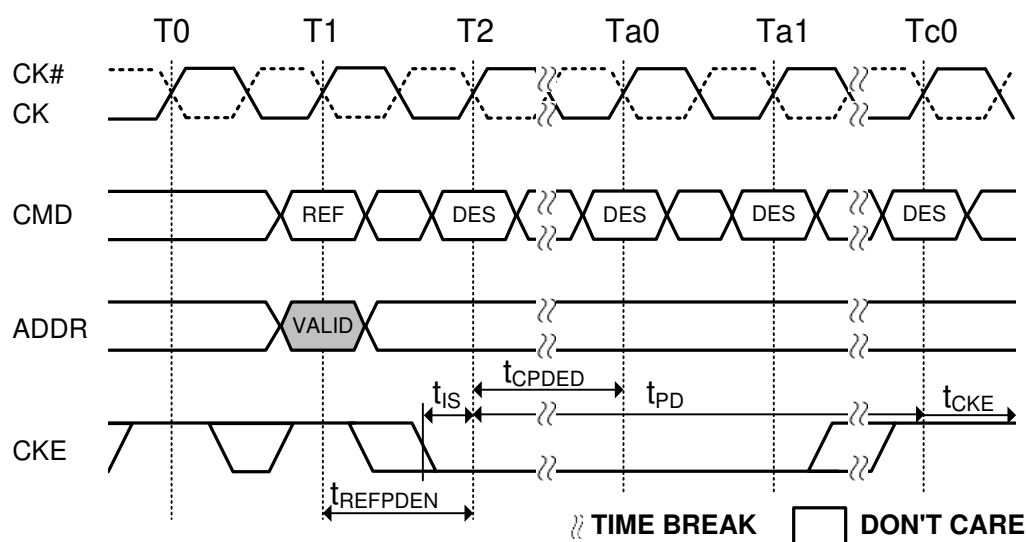 T0 T1 T2 Ta0 Ta1 Tc0
CK#
CK
CMD REF DES DES DES DES
ADDR VALID
tCPDED
tIS tPD tCKE
CKE
tREFPDEN
TIME BREAK DON'T CARE